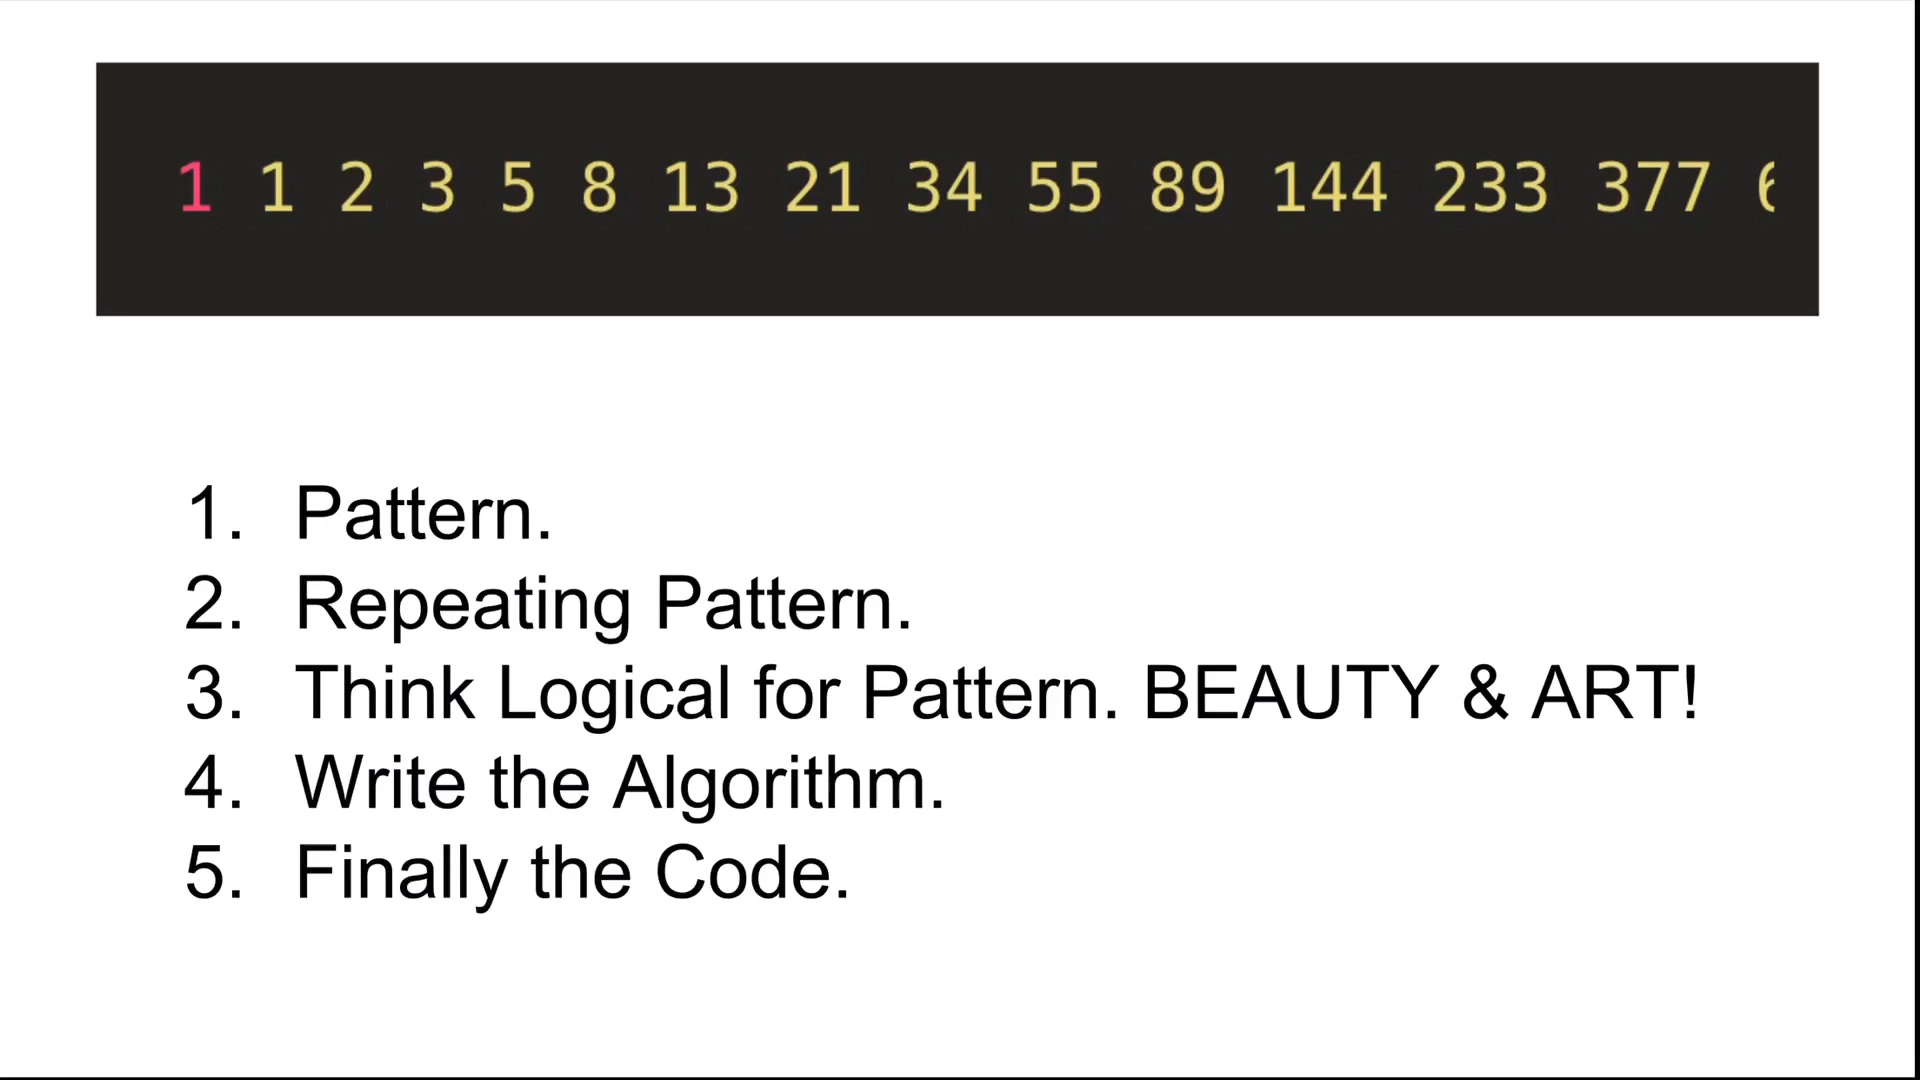 1 1 2 3 5 8 13 21 34 55 89 144 233 377
1. Pattern.
2. Repeating Pattern.
3. Think Logical for Pattern. BEAUTY & ART!
4. Write the Algorithm.
5. Finally the Code.